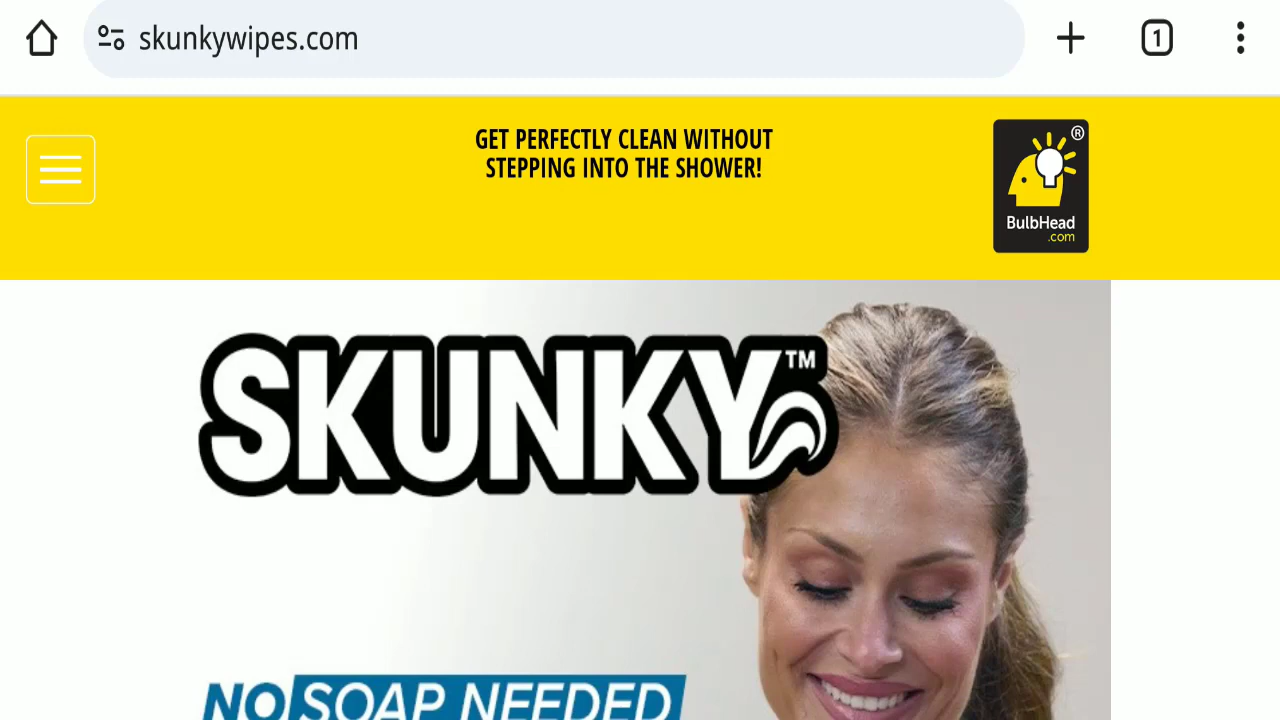 skunkywipes.com
1
GET PERFECTLY CLEAN WITHOUT
STEPPING INTO THE SHOWER!
®
BulbHead
.com
SKUNKY™
NO SOAP NEEDED